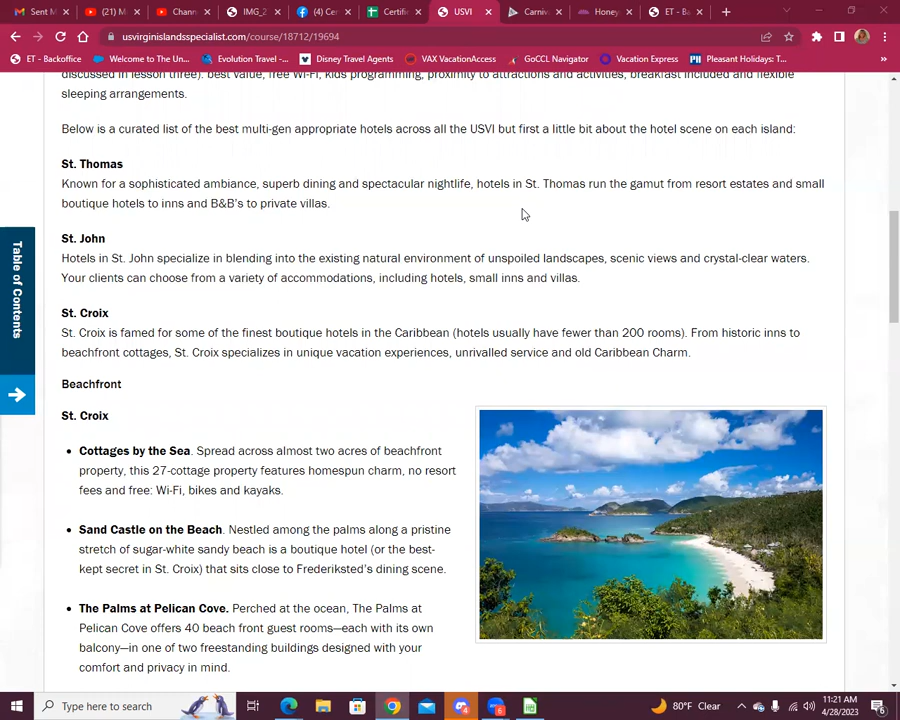 Sent M
(21) M
Chann
IMG_2
(4) Ce
Certific
USVI
Carniv
Honey
ET - Ba
usvirginislandsspecialist.com/course/18712/19694
ET - Backoffice
Welcome to The Un...
Evolution Travel -...
Disney Travel Agents
VAX VacationAccess
GoCCL Navigator
Vacation Express
Pleasant Holidays: T...
discussed in lesson three): best value, free Wi-Fi, kids programming, proximity to attractions and activities, breakfast included and flexible
sleeping arrangements.
Below is a curated list of the best multi-gen appropriate hotels across all the USVI but first a little bit about the hotel scene on each island:
St. Thomas
Known for a sophisticated ambiance, superb dining and spectacular nightlife, hotels in St. Thomas run the gamut from resort estates and small
boutique hotels to inns and B&B's to private villas.
St. John
Hotels in St. John specialize in blending into the existing natural environment of unspoiled landscapes, scenic views and crystal-clear waters.
Your clients can choose from a variety of accommodations, including hotels, small inns and villas.
St. Croix
St. Croix is famed for some of the finest boutique hotels in the Caribbean (hotels usually have fewer than 200 rooms). From historic inns to
beachfront cottages, St. Croix specializes in unique vacation experiences, unrivalled service and old Caribbean Charm.
Table of Contents
Beachfront
St. Croix
Cottages by the Sea. Spread across almost two acres of beachfront
property, this 27-cottage property features homespun charm, no resort
fees and free: Wi-Fi, bikes and kayaks.
Sand Castle on the Beach. Nestled among the palms along a pristine
stretch of sugar-white sandy beach is a boutique hotel (or the best-
kept secret in St. Croix) that sits close to Frederiksted's dining scene.
The Palms at Pelican Cove. Perched at the ocean, The Palms at
Pelican Cove offers 40 beach front guest rooms—each with its own
balcony—in one of two freestanding buildings designed with your
comfort and privacy in mind.
Type here to search
80°F Clear
11:21 AM
4/28/2023